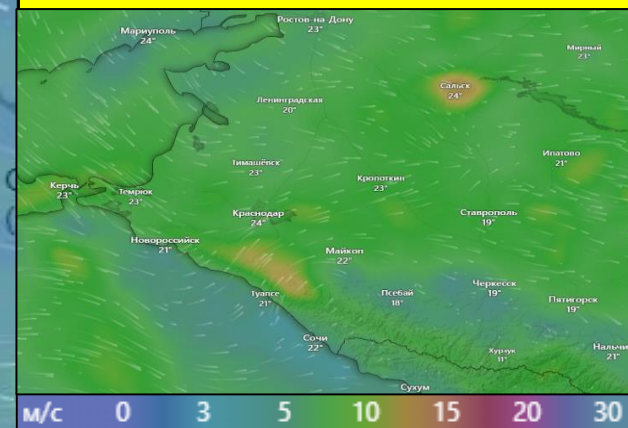 Ростов-на-Дону
23°
Мариуполь
24°
Мирный
23°
Сальск
24°
Ленинградская
20°
Ипатово
21°
Тимашёвск
23°
Кропоткин
23°
Керчь
23°
Темрюк
23°
Краснодар
24°
Ставрополь
19°
Новороссийск
21°
Майкоп
22°
Черкесск
19°
Туапсе
21°
Псебай
18°
Пятигорск
19°
Сочи
22°
Хурзук
11°
Нальчи
21°
Сухум
м/с 0 3 5 10 15 20 30